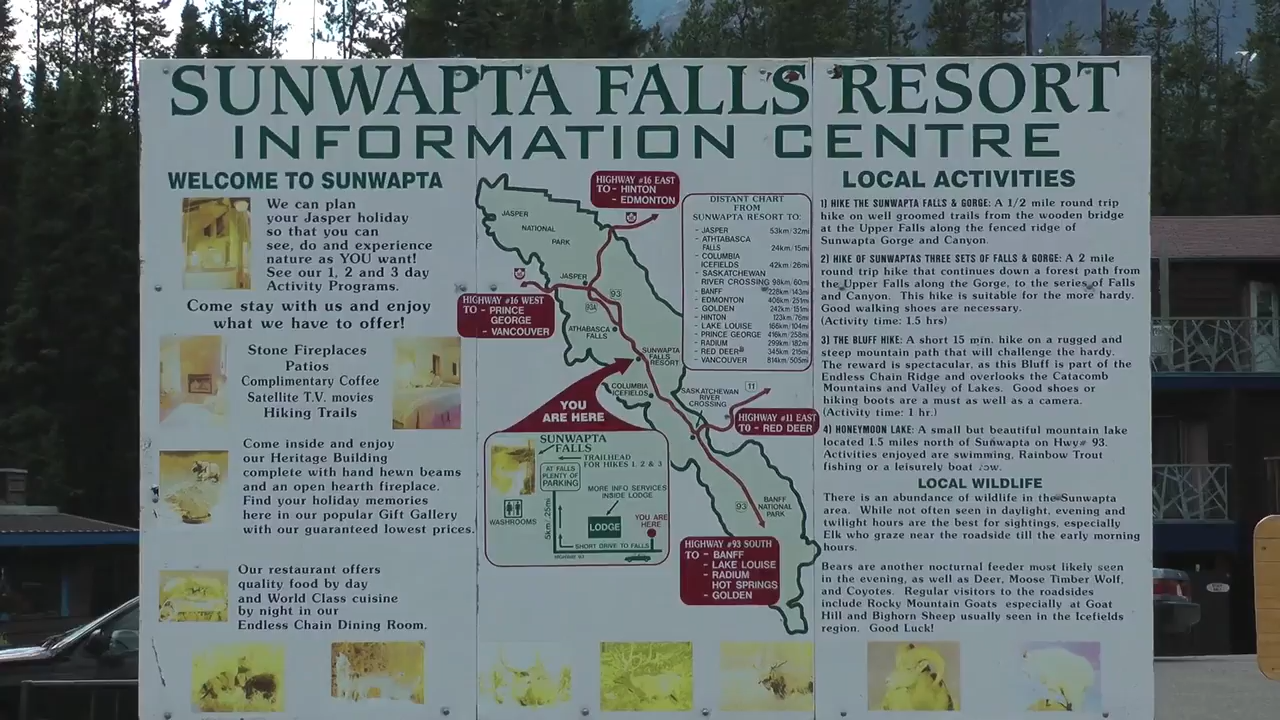 SUNWAPTA FALLS RESORT
INFORMATION CENTRE
WELCOME TO SUNWAPTA
We can plan
your Jasper holiday
so that you can
see, do and experience
nature as YOU want!
See our 1, 2 and 3 day
Activity Programs.
Come stay with us and enjoy
what we have to offer!
Stone Fireplaces
Patios
Complimentary Coffee
Satellite T.V. movies
Hiking Trails
Come inside and enjoy
our Heritage Building
complete with hand hewn beams
and an open hearth fireplace.
Find your holiday memories
here in our popular Gift Gallery
with our guaranteed lowest prices.
Our restaurant offers
quality food by day
and World Class cuisine
by night in our
Endless Chain Dining Room.
HIGHWAY #16 EAST
TO - HINTON
- EDMONTON
JASPER
NATIONAL
PARK
JASPER
93
93A
HIGHWAY #16 WEST
TO - PRINCE
GEORGE
- VANCOUVER
ATHABASCA
FALLS
SUNWAPTA
FALLS
RESORT
COLUMBIA
ICEFIELDS
SASKATCHEWAN
RIVER
CROSSING
11
HIGHWAY #11 EAST
TO - RED DEER
YOU
ARE HERE
93
BANFF
NATIONAL
PARK
HIGHWAY #93 SOUTH
TO - BANFF
- LAKE LOUISE
- RADIUM
HOT SPRINGS
- GOLDEN
DISTANT CHART
FROM
SUNWAPTA RESORT TO:
- JASPER 53km/32mi
- ATHTABASCA
FALLS 24km/15mi
- COLUMBIA
ICEFIELDS 42km/26mi
- SASKATCHEWAN
RIVER CROSSING 98km/60mi
- BANFF 228km/143mi
- EDMONTON 406km/251mi
- GOLDEN 242km/151mi
- HINTON 123km/76mi
- LAKE LOUISE 166km/104mi
- PRINCE GEORGE 416km/258mi
- RADIUM 299km/182mi
- RED DEER 345km 215mi
- VANCOUVER 814km/505mi
SUNWAPTA
FALLS
TRAILHEAD
FOR HIKES 1, 2 & 3
AT FALLS
PLENTY OF
PARKING
MORE INFO SERVICES
INSIDE LODGE
WASHROOMS
LODGE
YOU ARE
HERE
.5km/.25mi
SHORT DRIVE TO FALLS
HIGHWAY 93
LOCAL ACTIVITIES
1) HIKE THE SUNWAPTA FALLS & GORGE: A 1/2 mile round trip
hike on well groomed trails from the wooden bridge
at the Upper Falls along the fenced ridge of
Sunwapta Gorge and Canyon.
2) HIKE OF SUNWAPTAS THREE SETS OF FALLS & GORGE: A 2 mile
round trip hike that continues down a forest path from
the Upper Falls along the Gorge, to the series of Falls
and Canyon. This hike is suitable for the more hardy.
Good walking shoes are necessary.
(Activity time: 1.5 hrs)
3) THE BLUFF HIKE: A short 15 min. hike on a rugged and
steep mountain path that will challenge the hardy.
The reward is spectacular, as this Bluff is part of the
Endless Chain Ridge and overlooks the Catacomb
Mountains and Valley of Lakes. Good shoes or
hiking boots are a must as well as a camera.
(Activity time: 1 hr.)
4) HONEYMOON LAKE: A small but beautiful mountain lake
located 1.5 miles north of Sunwapta on Hwy# 93.
Activities enjoyed are swimming, Rainbow Trout
fishing or a leisurely boat row.
LOCAL WILDLIFE
There is an abundance of wildlife in the Sunwapta
area. While not often seen in daylight, evening and
twilight hours are the best for sightings, especially
Elk who graze near the roadside till the early morning
hours.
Bears are another nocturnal feeder most likely seen
in the evening, as well as Deer, Moose Timber Wolf,
and Coyotes. Regular visitors to the roadsides
include Rocky Mountain Goats especially at Goat
Hill and Bighorn Sheep usually seen in the Icefields
region. Good Luck!